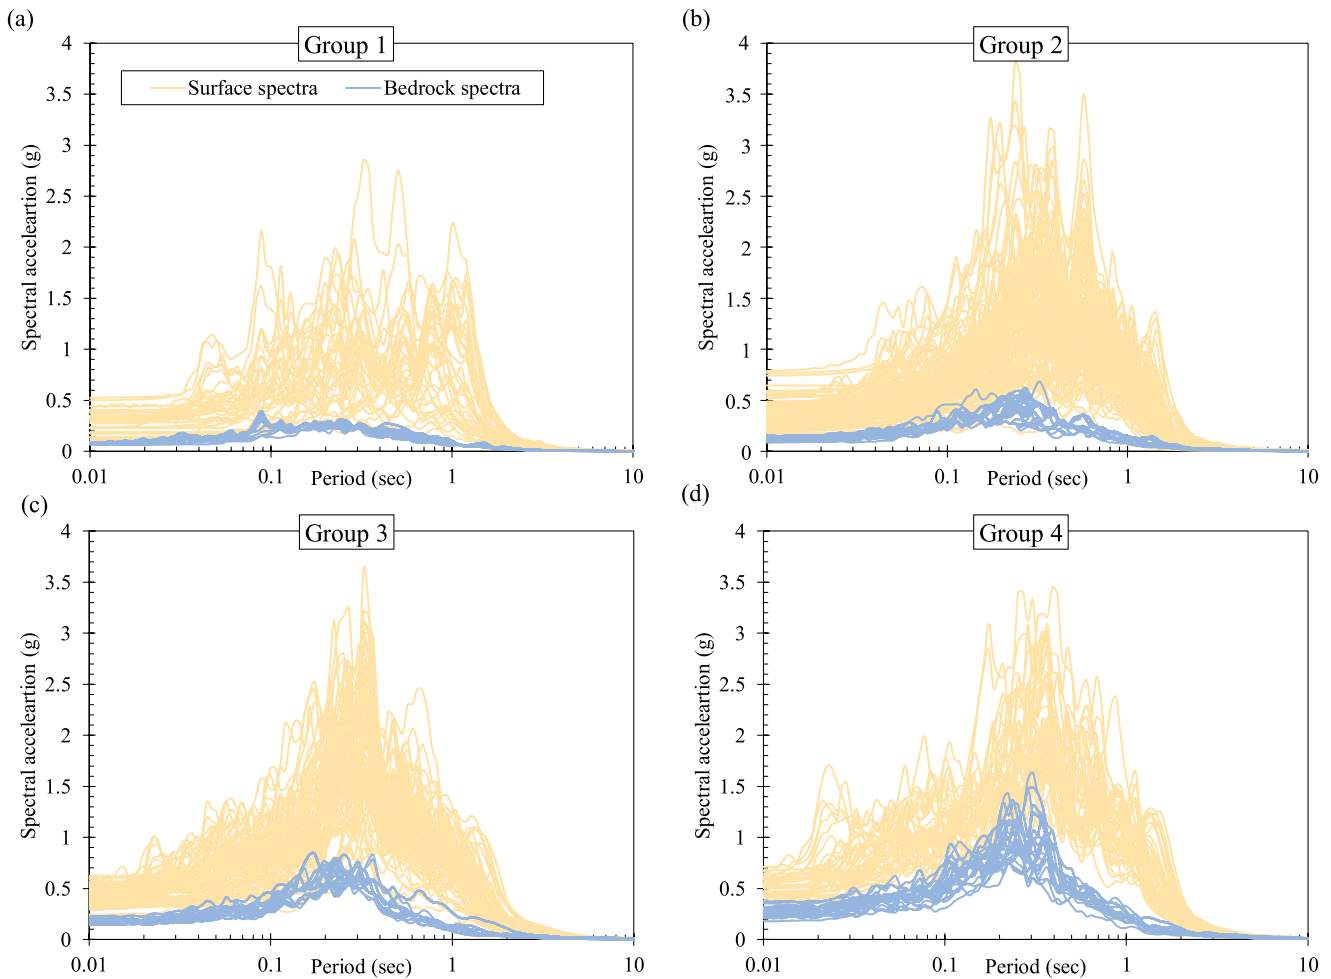 (a)
Group 1
Surface spectra
Bedrock spectra
4
3.5
3
2.5
2
1.5
1
0.5
0
Spectral acceleartion (g)
0.01
0.1
1
10
Period (sec)
(b)
Group 2
4
3.5
3
2.5
2
1.5
1
0.5
0
Spectral acceleartion (g)
0.01
0.1
1
10
Period (sec)
(c)
Group 3
4
3.5
3
2.5
2
1.5
1
0.5
0
Spectral acceleartion (g)
0.01
0.1
1
10
Period (sec)
(d)
Group 4
4
3.5
3
2.5
2
1.5
1
0.5
0
Spectral acceleartion (g)
0.01
0.1
1
10
Period (sec)